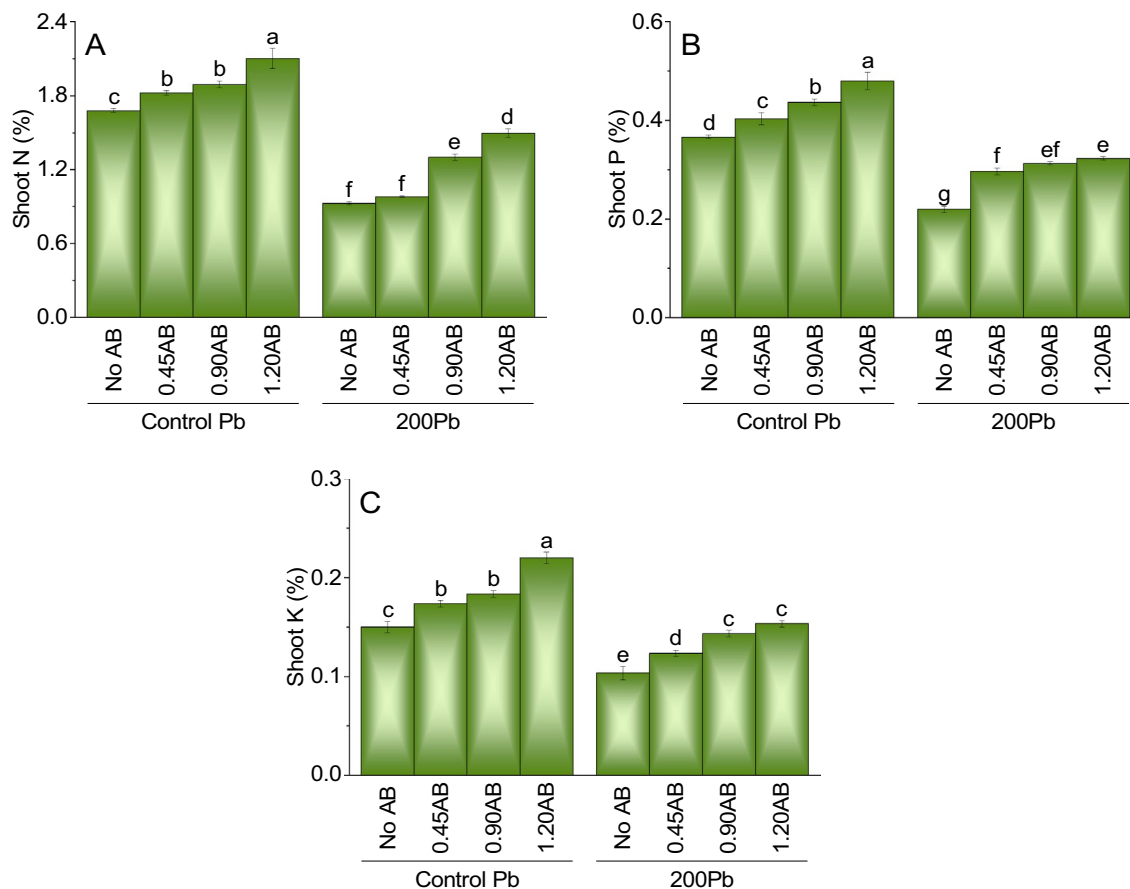 A
Shoot N (%)
2.4
1.8
1.2
0.6
0.0
c
b
b
a
f
f
e
d
No AB
0.45AB
0.90AB
1.20AB
No AB
0.45AB
0.90AB
1.20AB
Control Pb
200Pb
B
Shoot P (%)
0.6
0.4
0.2
0.0
d
c
b
a
g
f
ef
e
No AB
0.45AB
0.90AB
1.20AB
No AB
0.45AB
0.90AB
1.20AB
Control Pb
200Pb
C
Shoot K (%)
0.3
0.2
0.1
0.0
c
b
b
a
e
d
c
c
No AB
0.45AB
0.90AB
1.20AB
No AB
0.45AB
0.90AB
1.20AB
Control Pb
200Pb